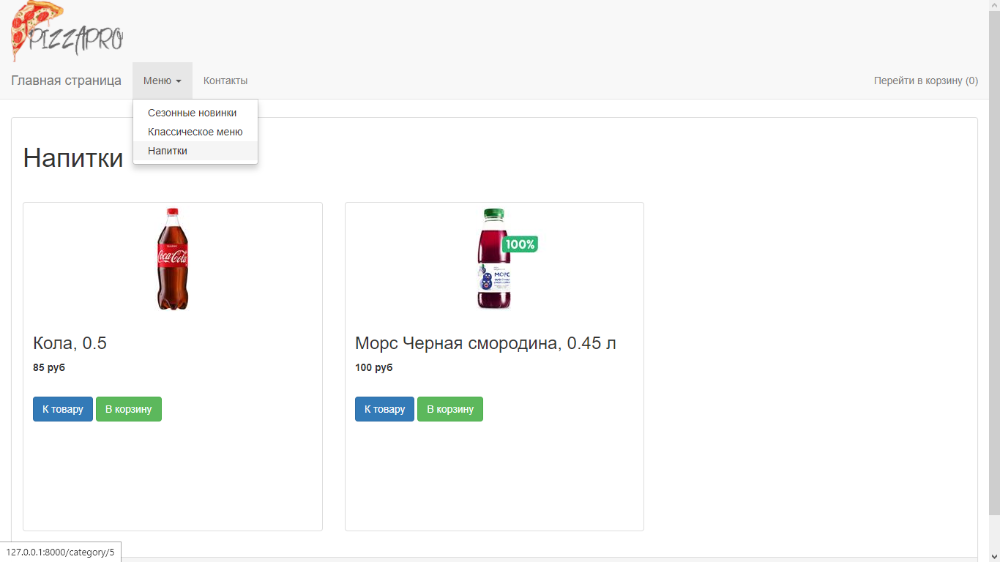 PIZZAPRO
Главная страница
Меню
Контакты
Перейти в корзину (0)
Сезонные новинки
Классическое меню
Напитки
Напитки
Coca-Cola
100%
МОРС
Кола, 0.5
85 руб
К товару
В корзину
Морс Черная смородина, 0.45 л
100 руб
К товару
В корзину
127.0.0.1:8000/category/5